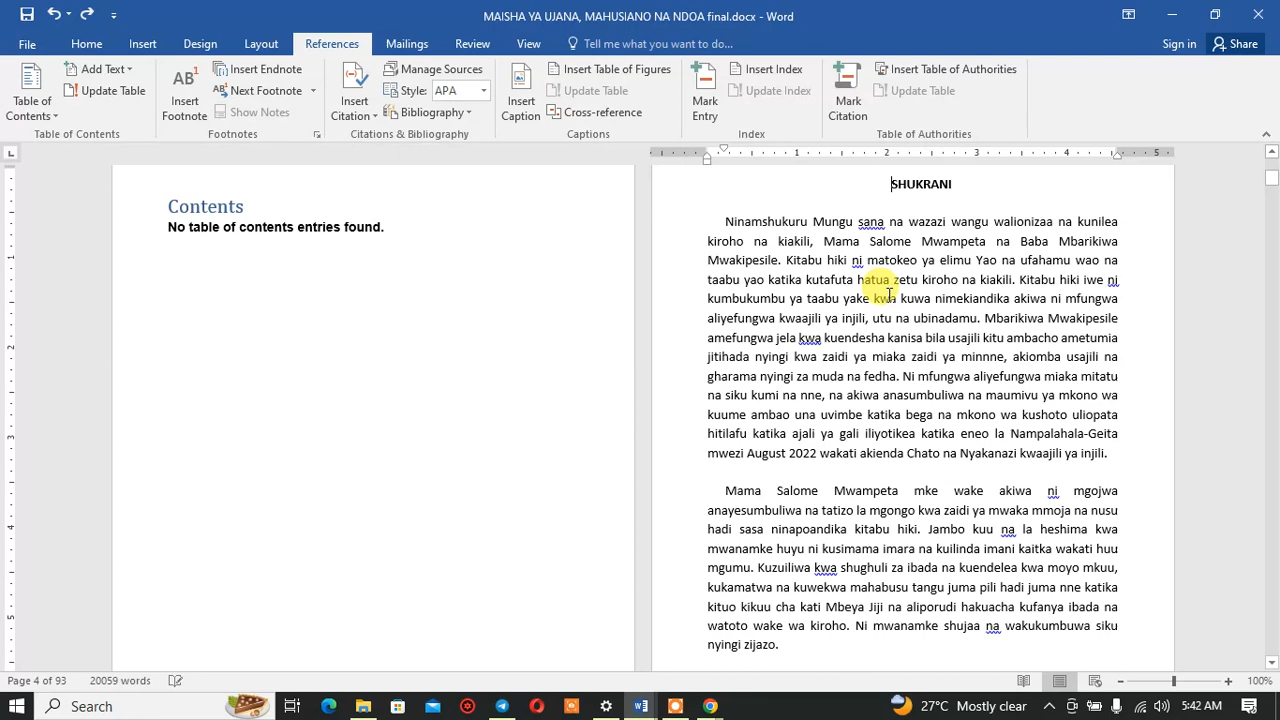 MAISHA YA UJANA, MAHUSIANO NA NDOA final.docx - Word
File Home Insert Design Layout References Mailings Review View Tell me what you want to do... Sign in Share
Table of Contents
Add Text
Update Table
Table of Contents
AB1
Insert Footnote
Insert Endnote
Next Footnote
Show Notes
Footnotes
Insert Citation
Manage Sources
Style: APA
Bibliography
Citations & Bibliography
Insert Caption
Insert Table of Figures
Update Table
Cross-reference
Captions
Mark Entry
Insert Index
Update Index
Index
Mark Citation
Insert Table of Authorities
Update Table
Table of Authorities
1 2 3 4 5
1
3
4
5
Contents
No table of contents entries found.
SHUKRANI
Ninamshukuru Mungu sana na wazazi wangu walionizaa na kunilea
kiroho na kiakili, Mama Salome Mwampeta na Baba Mbarikiwa
Mwakipesile. Kitabu hiki ni matokeo ya elimu Yao na ufahamu wao na
taabu yao katika kutafuta hatua zetu kiroho na kiakili. Kitabu hiki iwe ni
kumbukumbu ya taabu yake kwa kuwa nimekiandika akiwa ni mfungwa
aliyefungwa kwaajili ya injili, utu na ubinadamu. Mbarikiwa Mwakipesile
amefungwa jela kwa kuendesha kanisa bila usajili kitu ambacho ametumia
jitihada nyingi kwa zaidi ya miaka zaidi ya minnne, akiomba usajili na
gharama nyingi za muda na fedha. Ni mfungwa aliyefungwa miaka mitatu
na siku kumi na nne, na akiwa anasumbuliwa na maumivu ya mkono wa
kuume ambao una uvimbe katika bega na mkono wa kushoto uliopata
hitilafu katika ajali ya gali iliyotikea katika eneo la Nampalahala-Geita
mwezi August 2022 wakati akienda Chato na Nyakanazi kwaajili ya injili.
Mama Salome Mwampeta mke wake akiwa ni mgojwa
anayesumbuliwa na tatizo la mgongo kwa zaidi ya mwaka mmoja na nusu
hadi sasa ninapoandika kitabu hiki. Jambo kuu na la heshima kwa
mwanamke huyu ni kusimama imara na kuilinda imani kaitka wakati huu
mgumu. Kuzuiliwa kwa shughuli za ibada na kuendelea kwa moyo mkuu,
kukamatwa na kuwekwa mahabusu tangu juma pili hadi juma nne katika
kituo kikuu cha kati Mbeya Jiji na aliporudi hakuacha kufanya ibada na
watoto wake wa kiroho. Ni mwanamke shujaa na wakukumbuwa siku
nyingi zijazo.
Page 4 of 93 20059 words 100%
Search 27°C Mostly clear 5:42 AM